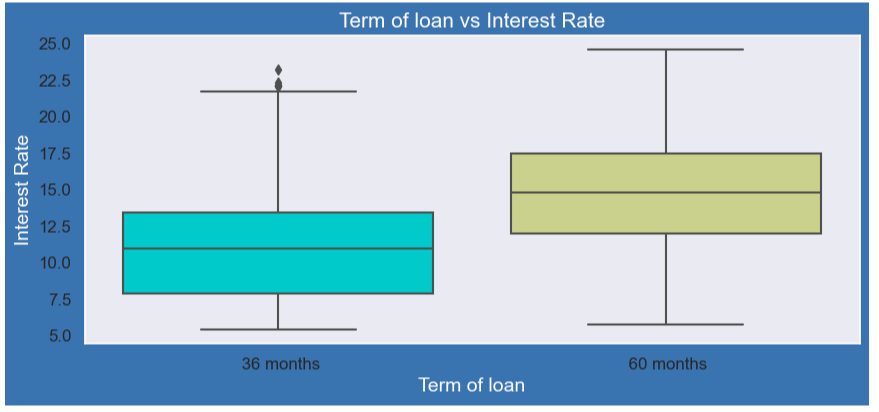 Term of loan vs Interest Rate
Interest Rate
25.0
22.5
20.0
17.5
15.0
12.5
10.0
7.5
5.0
36 months
60 months
Term of loan